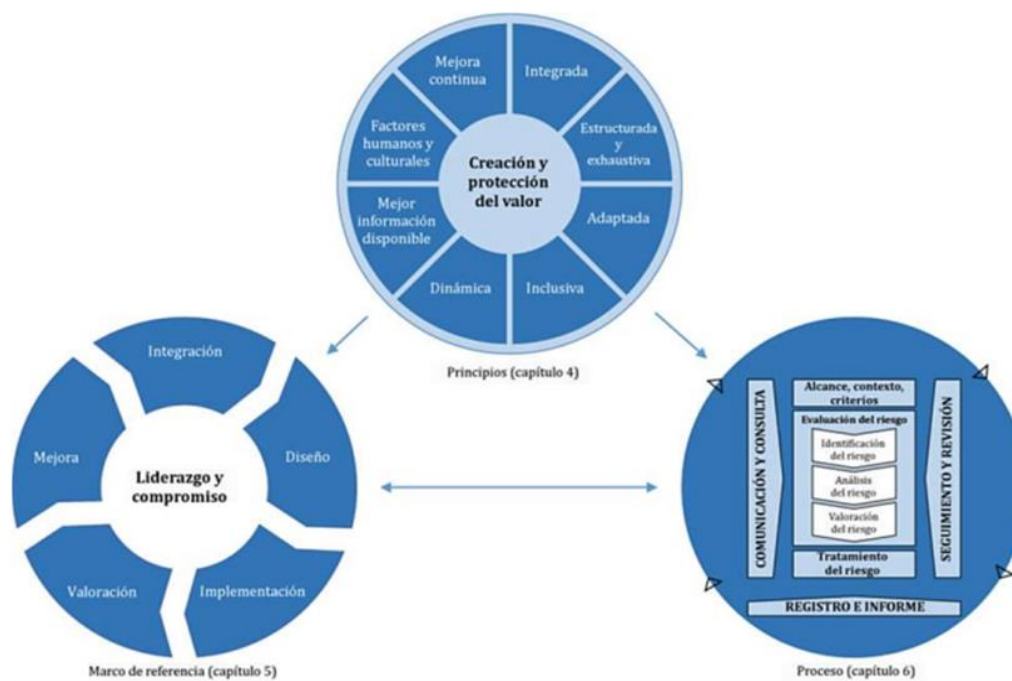 Mejora
continua
Integrada
Factores
humanos y
culturales
Estructurada
y
exhaustiva
Creación y
protección
del valor
Mejor
información
disponible
Adaptada
Dinámica
Inclusiva
Principios (capítulo 4)
Integración
Mejora
Diseño
Liderazgo y
compromiso
Valoración
Implementación
Marco de referencia (capítulo 5)
Alcance, contexto,
criterios
Evaluación del riesgo
Identificación
del riesgo
Análisis
del riesgo
Valoración del
riesgo
Tratamiento
del riesgo
COMUNICACIÓN Y CONSULTA
SEGUIMIENTO Y REVISIÓN
REGISTRO E INFORME
Proceso (capítulo 6)